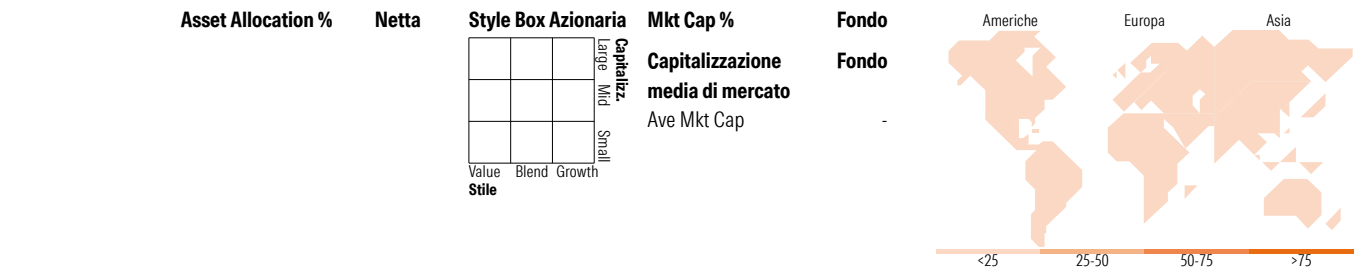 Asset Allocation % Netta
Style Box Azionaria
Large Mid Small
Capitalizz.
Value Blend Growth
Stile
Mkt Cap % Fondo
Capitalizzazione Fondo
media di mercato
Ave Mkt Cap -
Americhe Europa Asia
<25 25-50 50-75 >75